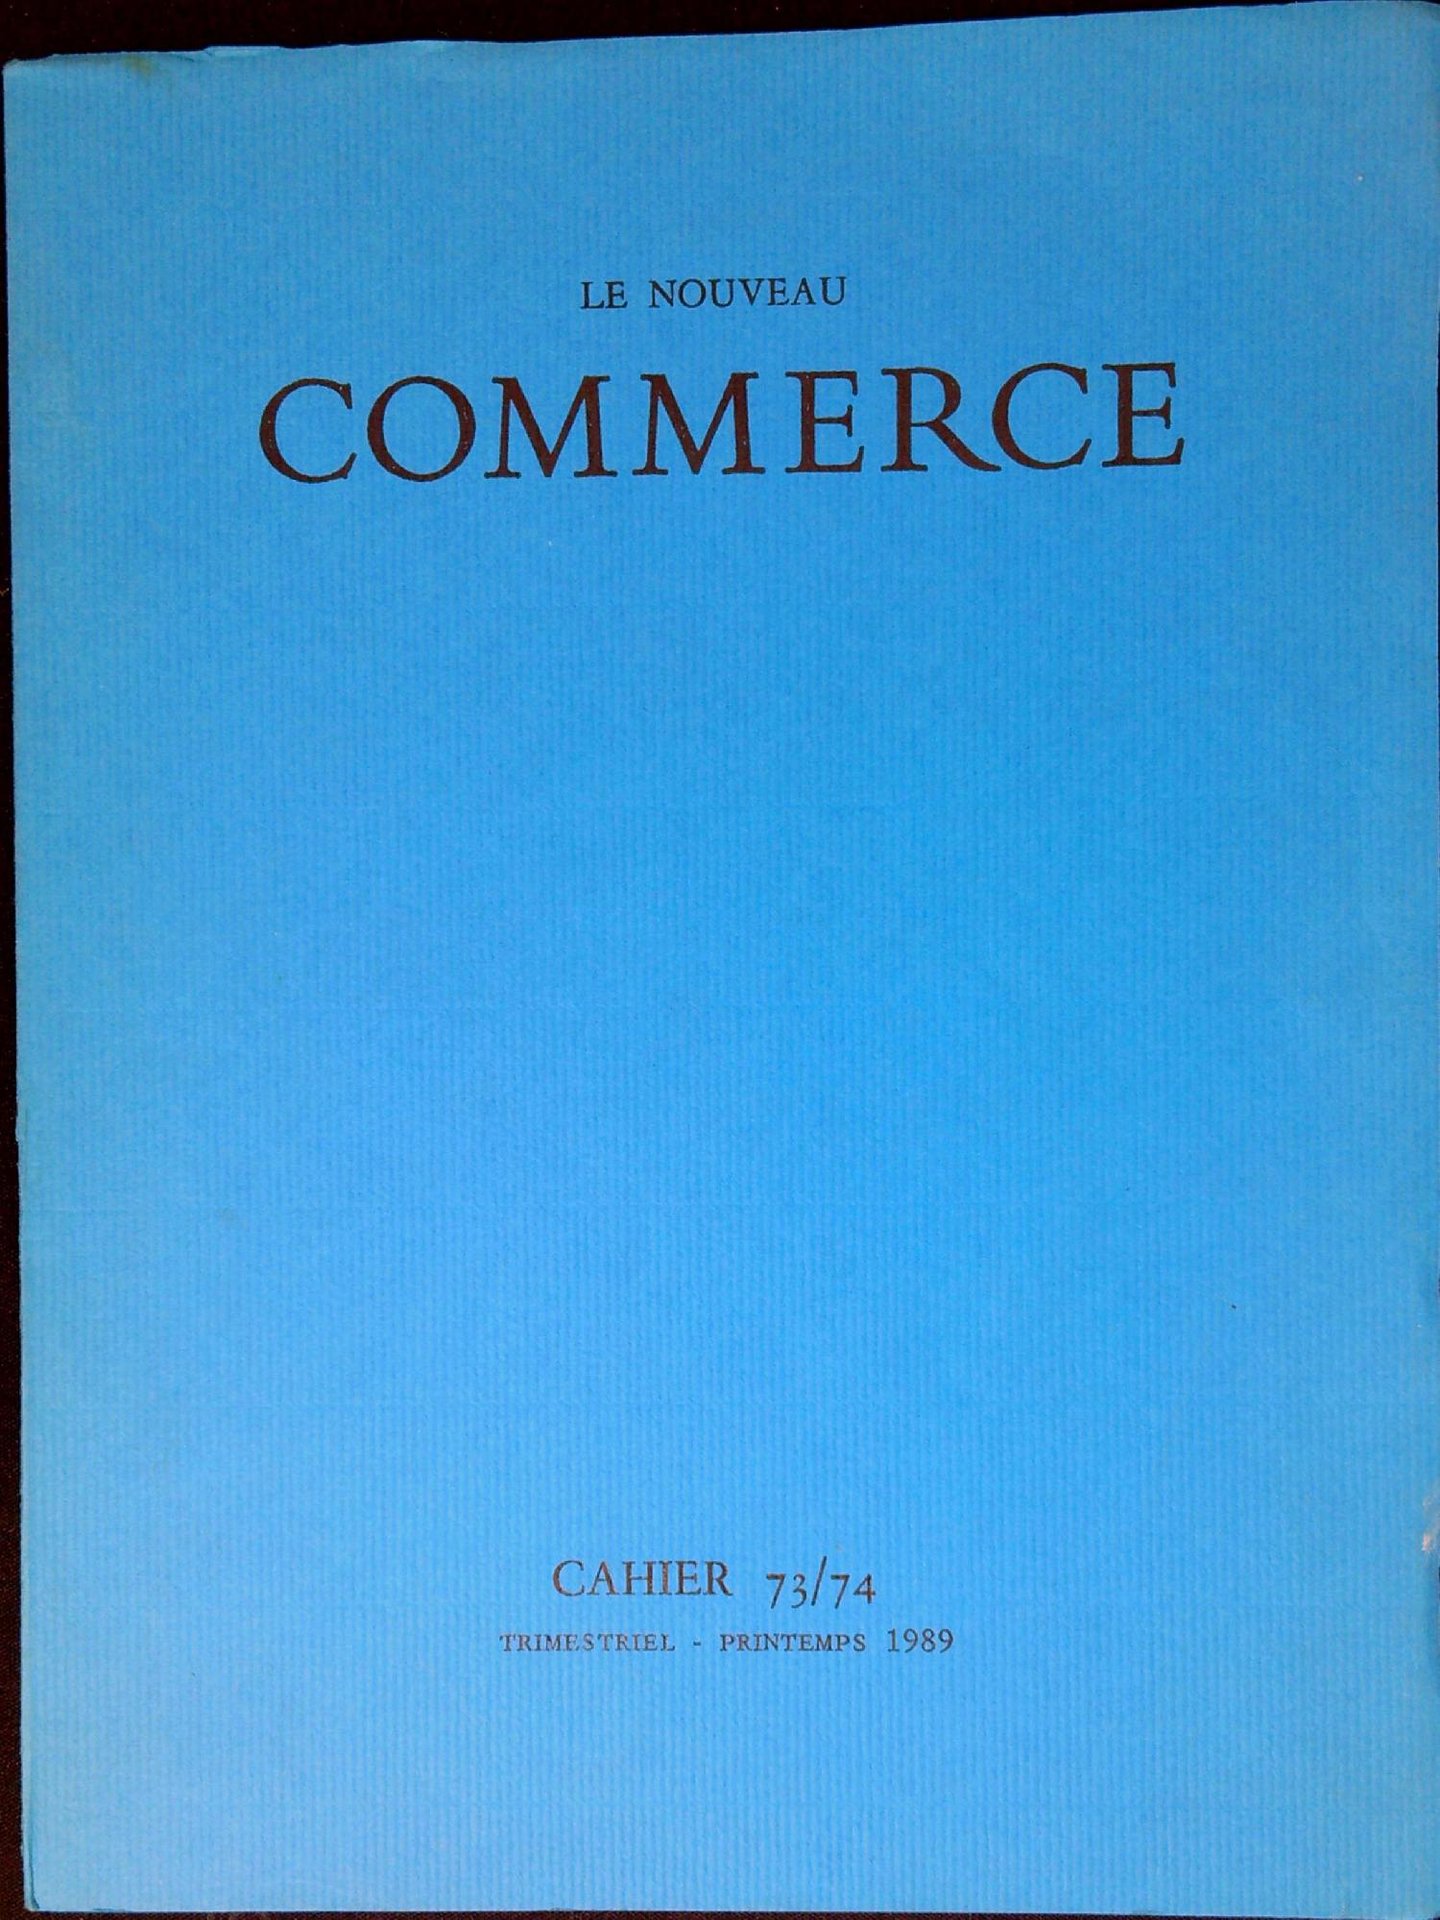 LE NOUVEAU
COMMERCE
CAHIER 73/74
TRIMESTRIEL - PRINTEMPS 1989